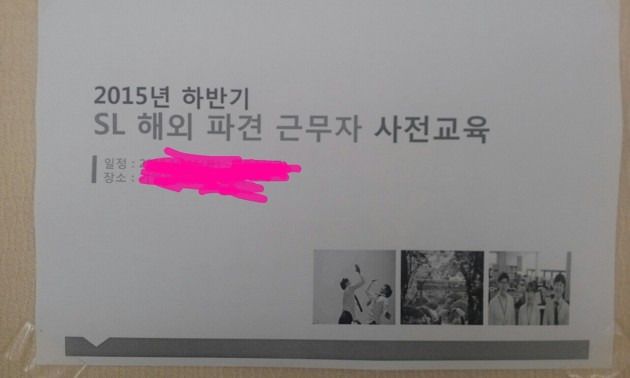 2015년 하반기
SL 해외 파견 근무자 사전교육
일정 :
장소 :